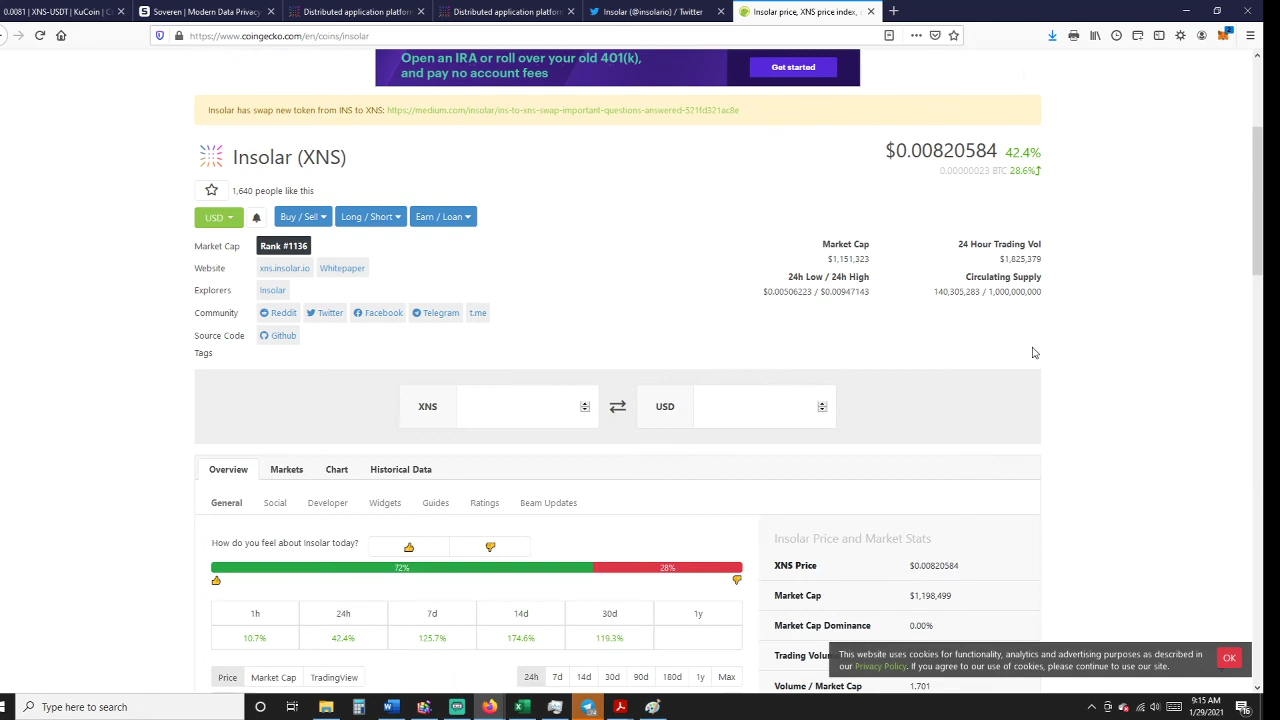 0.0081 | XNS-USDT | KuCoin | C
Soveren | Modern Data Privacy
Distributed application platfor
Distributed application platfor
Insolar (@insolario) / Twitter
Insolar price, XNS price index,
https://www.coingecko.com/en/coins/insolar
2
Open an IRA or roll over your old 401(k),
and pay no account fees
Get started
Insolar has swap new token from INS to XNS: https://medium.com/insolar/ins-to-xns-swap-important-questions-answered-521fd321ac8e
Insolar (XNS)
$0.00820584 42.4%
0.00000023 BTC 28.6%
1,640 people like this
USD
Buy / Sell
Long / Short
Earn / Loan
Market Cap Rank #1136
Website xns.insolar.io Whitepaper
Explorers Insolar
Community Reddit Twitter Facebook Telegram t.me
Source Code Github
Tags
Market Cap
$1,151,323
24 Hour Trading Vol
$1,825,379
24h Low / 24h High
$0.00506223 / $0.00947143
Circulating Supply
140,305,283 / 1,000,000,000
XNS
USD
Overview Markets Chart Historical Data
General Social Developer Widgets Guides Ratings Beam Updates
How do you feel about Insolar today?
72% 28%
1h 24h 7d 14d 30d 1y
10.7% 42.4% 125.7% 174.6% 119.3%
Price Market Cap TradingView
24h 7d 14d 30d 90d 180d 1y Max
Insolar Price and Market Stats
XNS Price $0.00820584
Market Cap $1,198,499
Market Cap Dominance 0.00%
Trading Volu
Volume / Market Cap 1.701
This website uses cookies for functionality, analytics and advertising purposes as described in
our Privacy Policy. If you agree to our use of cookies, please continue to use our site.
OK
Type here to search
9:15 AM
1/29/2021
16